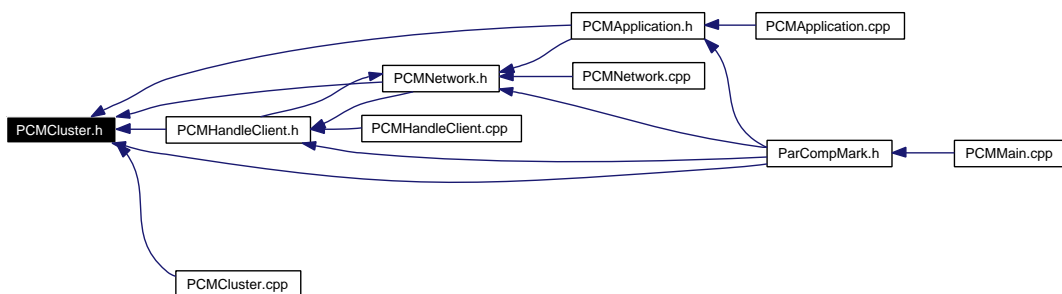 PCMApplication.h
PCMApplication.cpp
PCMNetwork.h
PCMNetwork.cpp
PCMCluster.h
PCMHandleClient.h
PCMHandleClient.cpp
ParCompMark.h
PCMMain.cpp
PCMCluster.cpp